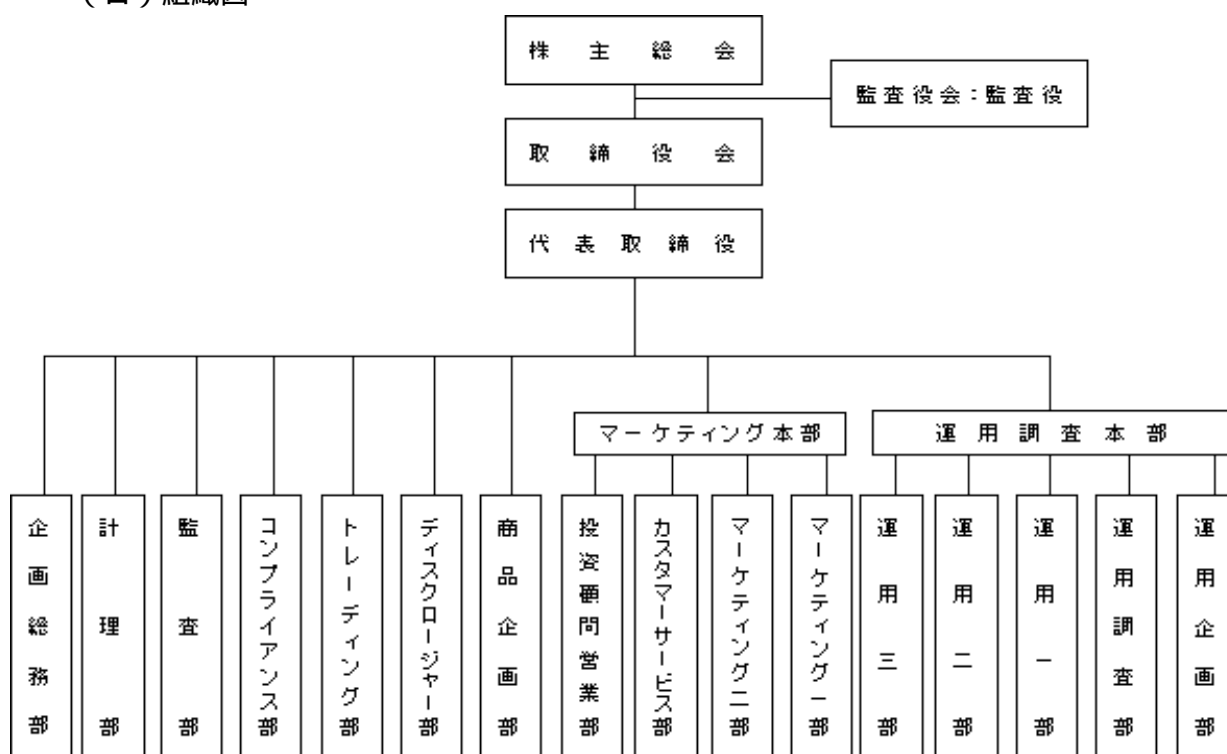 組織図
株主総会
監査役会：監査役
取締役会
代表取締役
マーケティング本部
運用調査本部
企画総務部
計理部
監査部
コンプライアンス部
トレーディング部
ディスクロージャー部
商品企画部
投資顧問営業部
カスタマーサービス部
マーケティング二部
マーケティング一部
運用三部
運用二部
運用一部
運用調査部
運用企画部